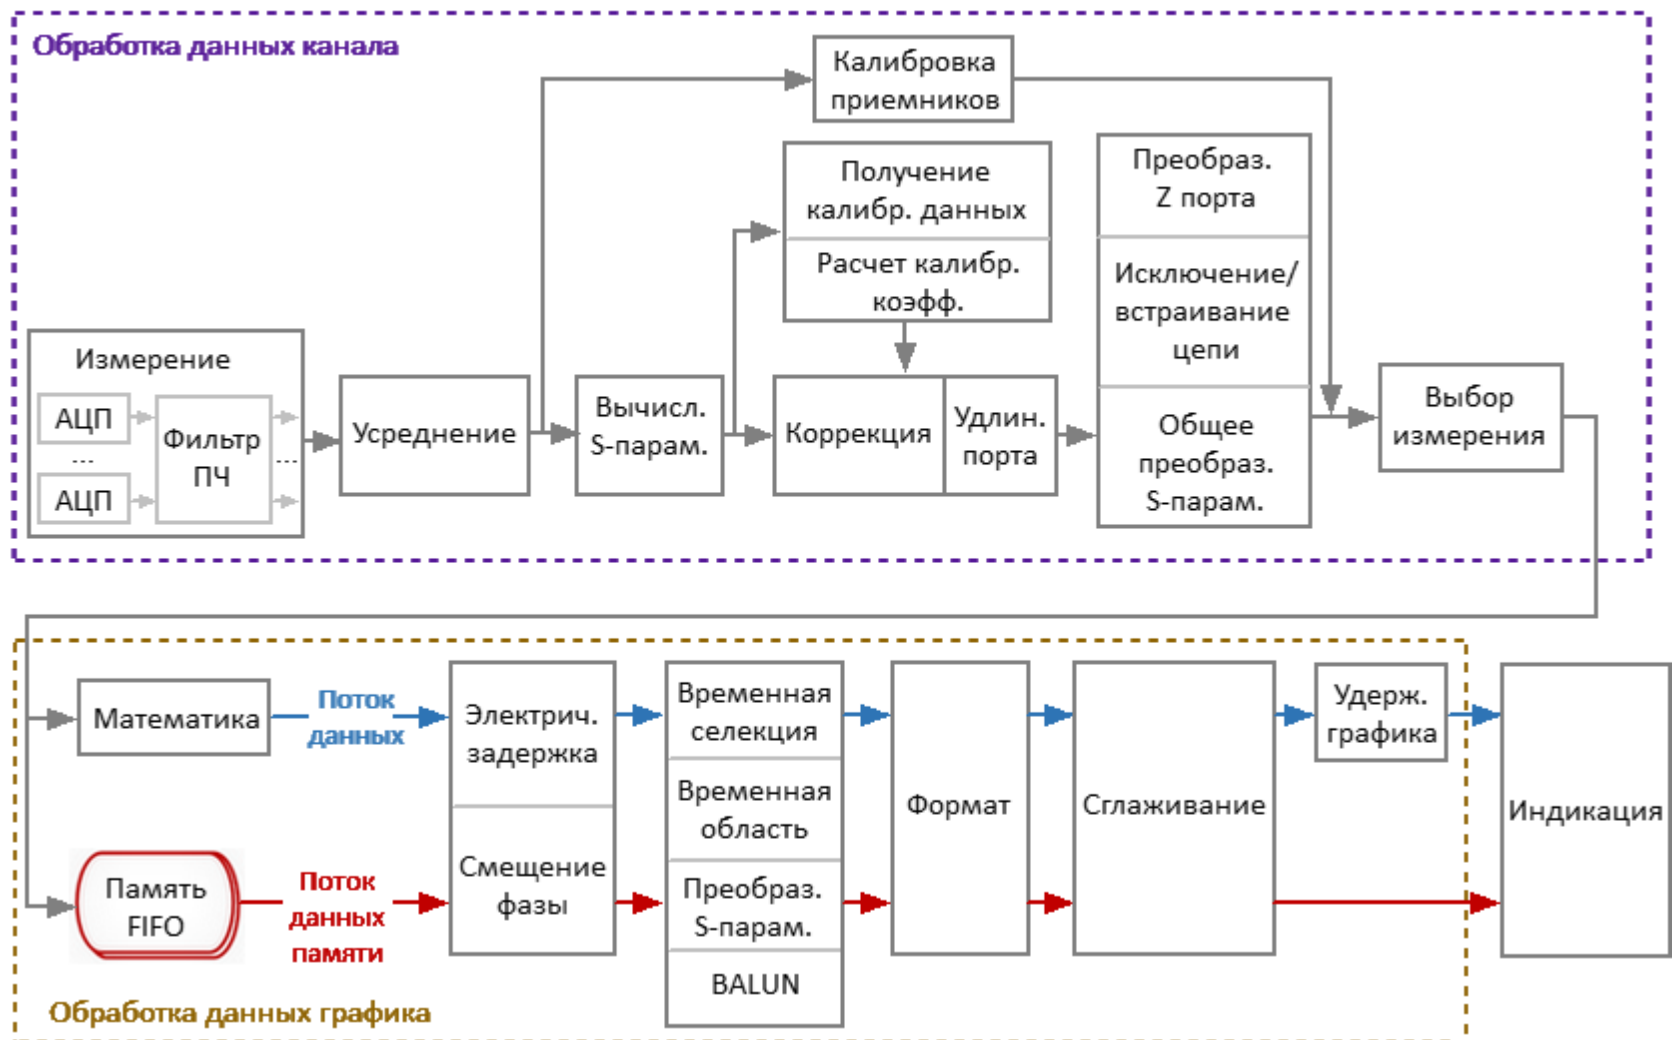 Обработка данных канала
Калибровка
приемников
Получение
калибр. данных
Расчет калибр.
коэфф.
Преобраз.
Z порта
Исключение/
встраивание
цепи
Общее
преобраз.
S-парам.
Измерение
АЦП
...
АЦП
Фильтр
ПЧ
...
Усреднение
Вычисл.
S-парам.
Коррекция
Удлин.
порта
Выбор
измерения
Математика
Поток
данных
Электрич.
задержка
Смещение
фазы
Временная
селекция
Временная
область
Преобраз.
S-парам.
BALUN
Формат
Сглаживание
Удерж.
графика
Индикация
Память
FIFO
Поток
данных
памяти
Обработка данных графика